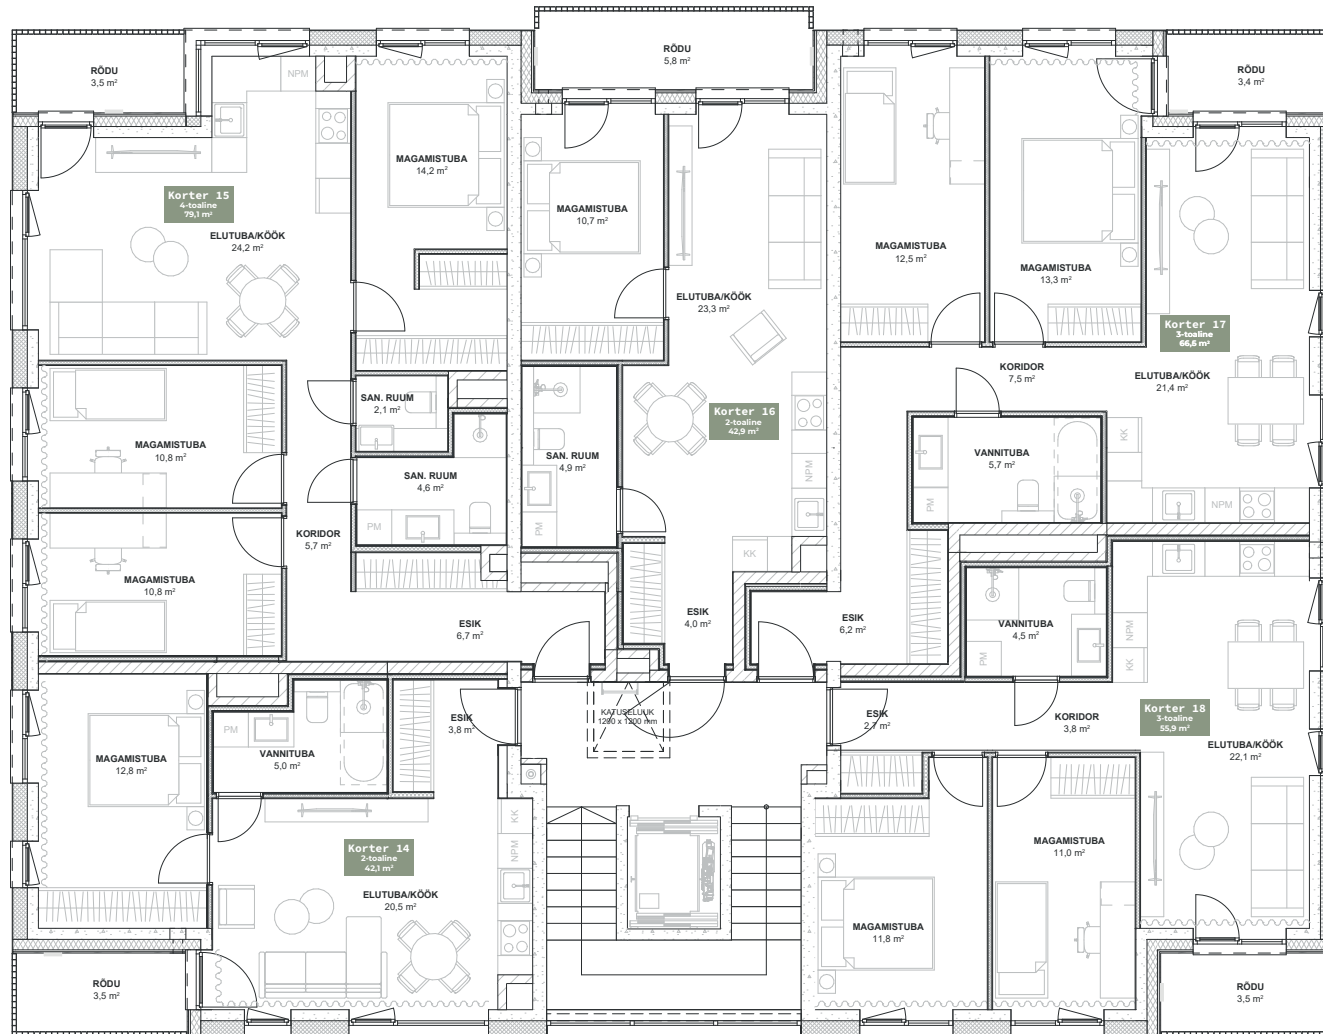 RÕDU
3,5 m²
RÕDU
5,8 m²
RÕDU
3,4 m²
NPM
MAGAMISTUBA
14,2 m²
Korter 15
4-toaline
79,1 m²
ELUTUBA/KÖÖK
24,2 m²
MAGAMISTUBA
10,7 m²
ELUTUBA/KÖÖK
23,3 m²
MAGAMISTUBA
12,5 m²
MAGAMISTUBA
13,3 m²
Korter 17
3-toaline
66,6 m²
ELUTUBA/KÖÖK
21,4 m²
KORIDOR
7,5 m²
SAN. RUUM
2,1 m²
Korter 16
2-toaline
42,9 m²
MAGAMISTUBA
10,8 m²
SAN. RUUM
4,6 m²
PM
SAN. RUUM
4,9 m²
PM
NPM
KK
VANNITUBA
5,7 m²
PM
KK
NPM
KORIDOR
5,7 m²
MAGAMISTUBA
10,8 m²
ESIK
6,7 m²
ESIK
4,0 m²
ESIK
6,2 m²
VANNITUBA
4,5 m²
PM
KK
NPM
KK
KATUSELUUK
1200 x 1200 mm
ESIK
3,8 m²
ESIK
2,7 m²
KORIDOR
3,8 m²
Korter 18
3-toaline
55,9 m²
ELUTUBA/KÖÖK
22,1 m²
MAGAMISTUBA
12,8 m²
PM
VANNITUBA
5,0 m²
KK
NPM
Korter 14
2-toaline
42,1 m²
ELUTUBA/KÖÖK
20,5 m²
MAGAMISTUBA
11,0 m²
MAGAMISTUBA
11,8 m²
RÕDU
3,5 m²
RÕDU
3,5 m²